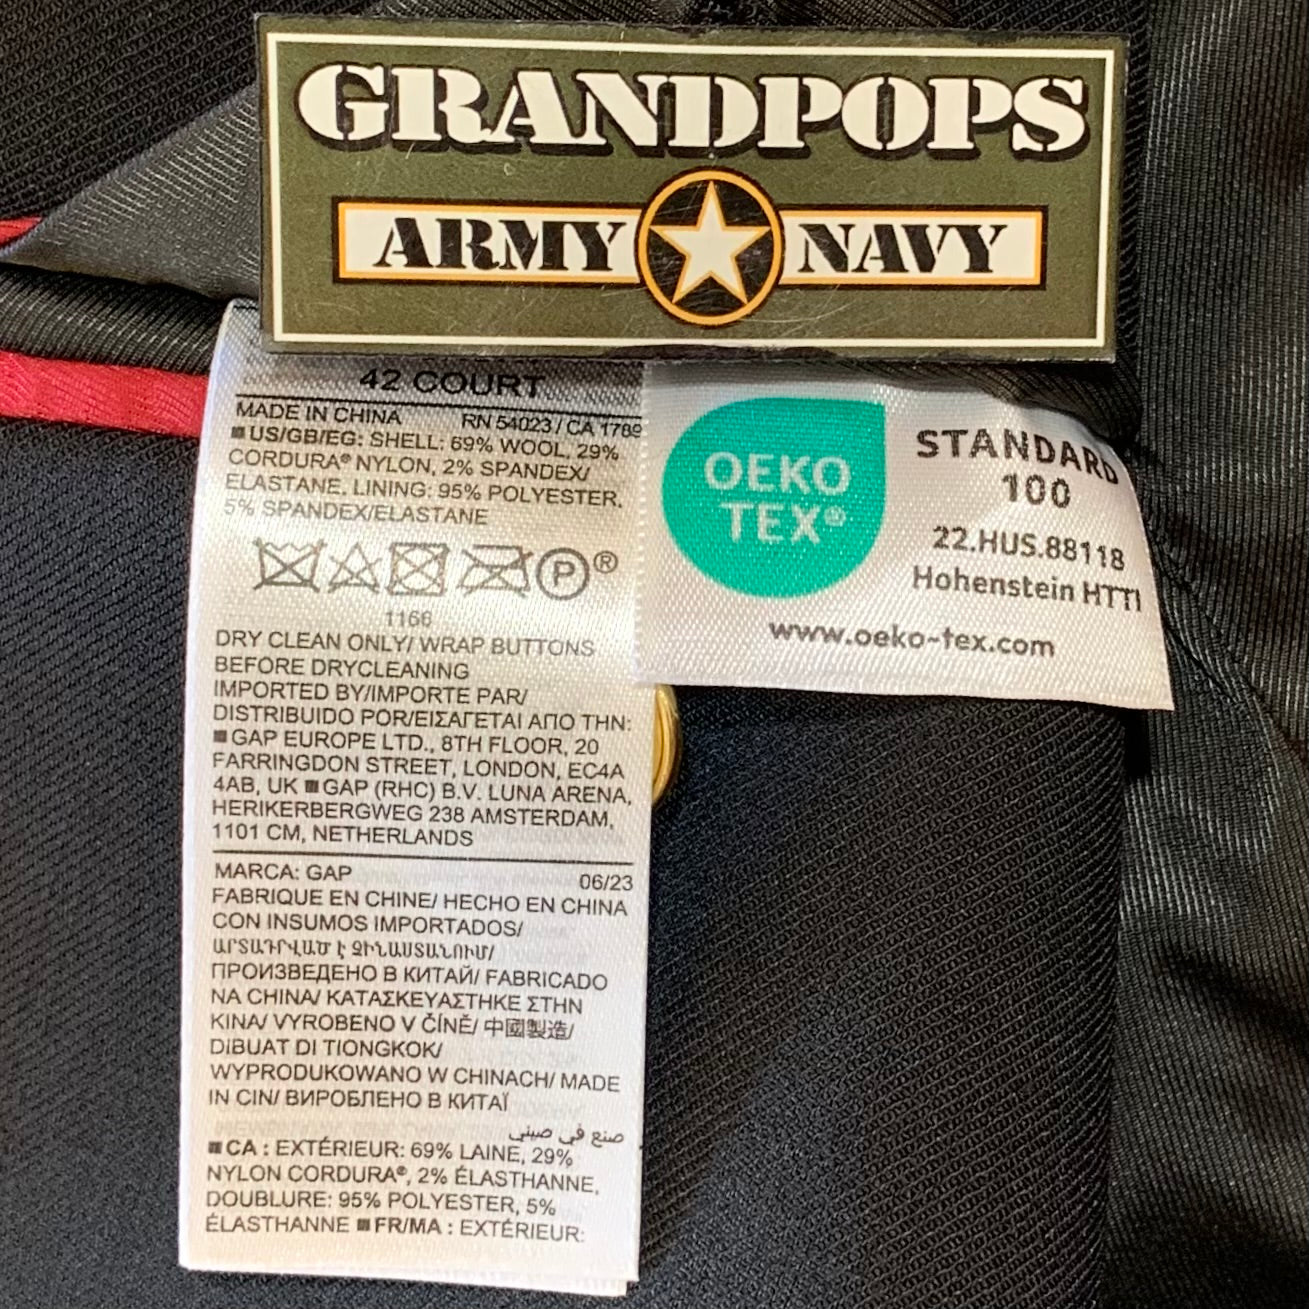 GRANDPOPS
ARMY NAVY
42 COURT
MADE IN CHINA RN 54023 / CA 1789
■ US/GB/EG: SHELL: 69% WOOL, 29%
CORDURA® NYLON, 2% SPANDEX/
ELASTANE, LINING: 95% POLYESTER,
5% SPANDEX/ELASTANE
P ®
1166
DRY CLEAN ONLY/ WRAP BUTTONS
BEFORE DRYCLEANING
IMPORTED BY/IMPORTE PAR/
DISTRIBUIDO POR/ΕΙΣΑΓΕΤΑΙ ΑΠΟ ΤΗΝ:
■ GAP EUROPE LTD., 8TH FLOOR, 20
FARRINGDON STREET, LONDON, EC4A
4AB, UK ■ GAP (RHC) B.V. LUNA ARENA,
HERIKERBERGWEG 238 AMSTERDAM,
1101 CM, NETHERLANDS
MARCA: GAP 06/23
FABRIQUE EN CHINE/ HECHO EN CHINA
CON INSUMOS IMPORTADOS/
ԱՐՏԱԴՐՎԱԾ Է ՉԻՆԱՍՏԱՆՈՒՄ/
ПРОИЗВЕДЕНО В КИТАЙ/ FABRICADO
NA CHINA/ ΚΑΤΑΣΚΕΥΑΣΤΗΚΕ ΣΤΗΝ
ΚΙΝΑ/ VYROBENO V ČÍNĚ/ 中國製造/
DIBUAT DI TIONGKOK/
WYPRODUKOWANO W CHINACH/ MADE
IN CIN/ ВИРОБЛЕНО В КИТАЇ
صنع في صيني
■ CA : EXTÉRIEUR: 69% LAINE, 29%
NYLON CORDURA®, 2% ÉLASTHANNE,
DOUBLURE: 95% POLYESTER, 5%
ÉLASTHANNE ■ FR/MA : EXTÉRIEUR:
OEKO
TEX®
STANDARD
100
22.HUS.88118
Hohenstein HTTI
www.oeko-tex.com